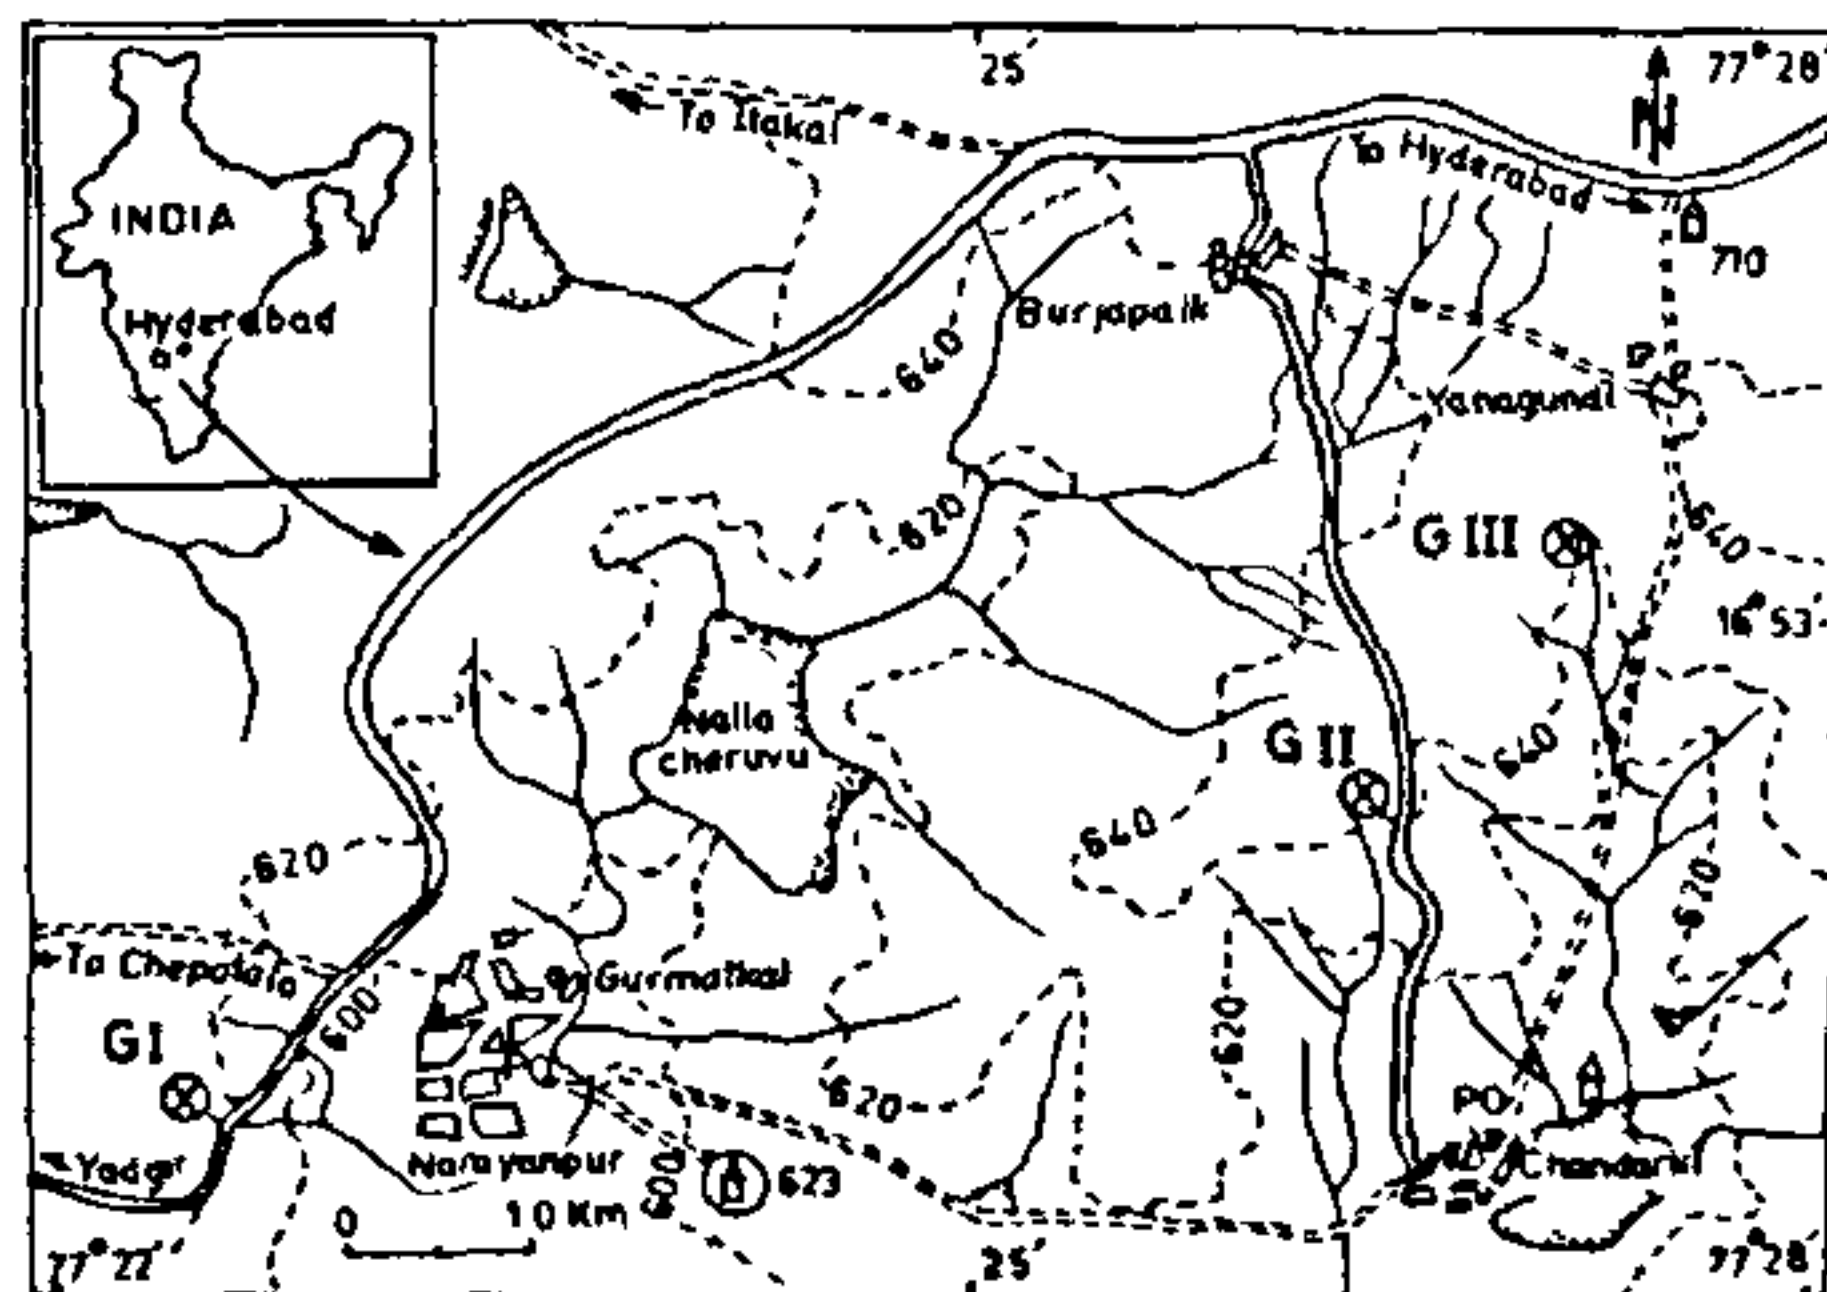 25′
77°28′
N
To Itakal
To Hyderabad
INDIA
710
Hyderabad
Burjapalk
640
Yanagundi
620
G III
640
16°53′
Nalla
cheruvu
G II
640
640
620
620
To Chepatala
Gurmatkal
600
G I
620
620
PO
Yadgir
Narayanpur
600
673
Chandarki
0
10 Km
77°22′
25′
77°28′